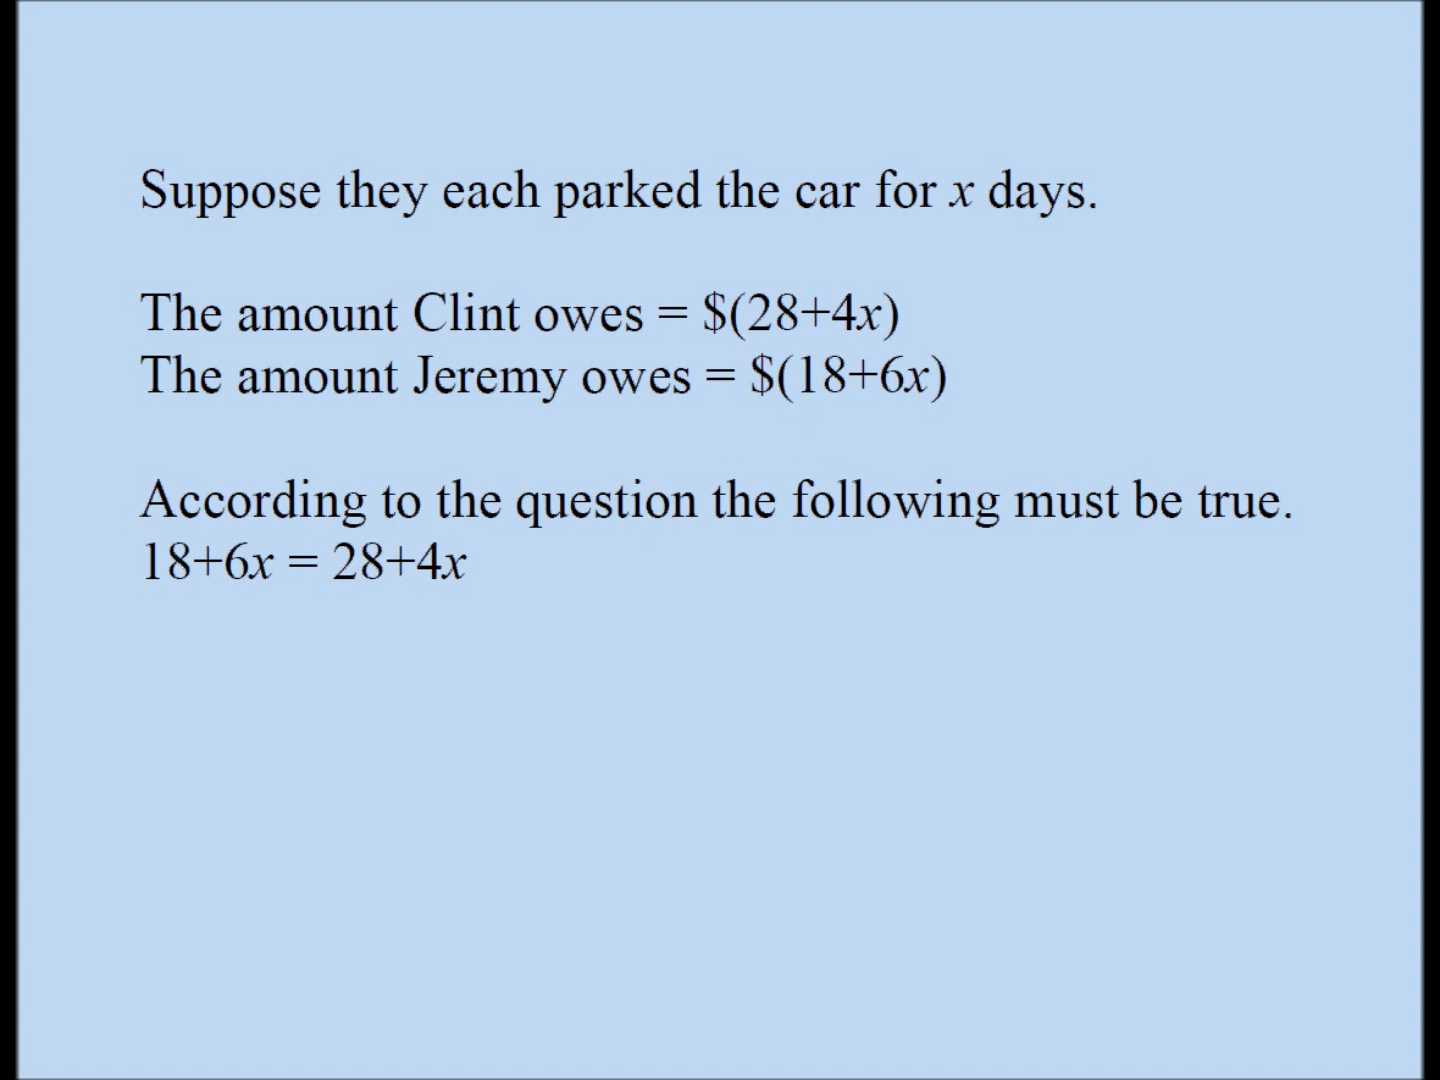 Suppose they each parked the car for x days.
The amount Clint owes = $(28+4x)
The amount Jeremy owes = $(18+6x)
According to the question the following must be true.
18+6x = 28+4x